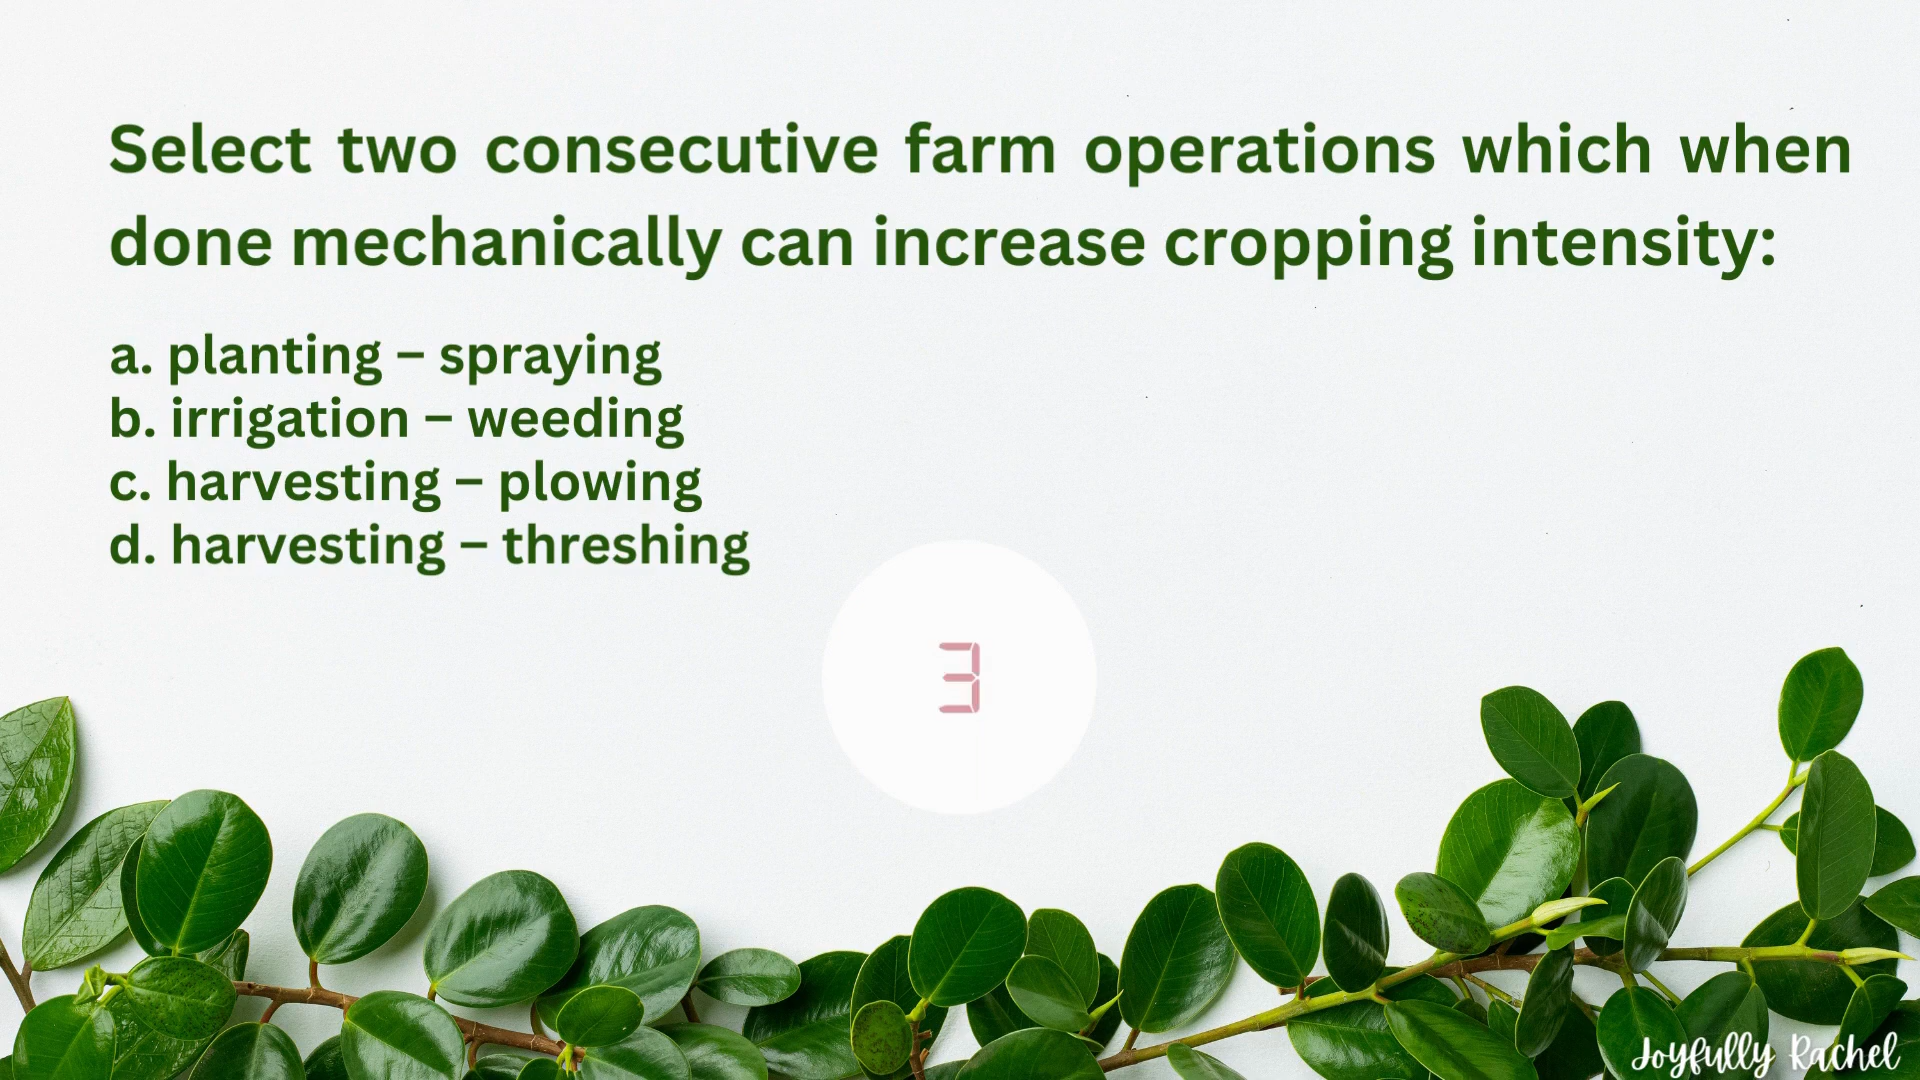 Select two consecutive farm operations which when
done mechanically can increase cropping intensity:
a. planting – spraying
b. irrigation – weeding
c. harvesting – plowing
d. harvesting – threshing
3
Joyfully Rachel